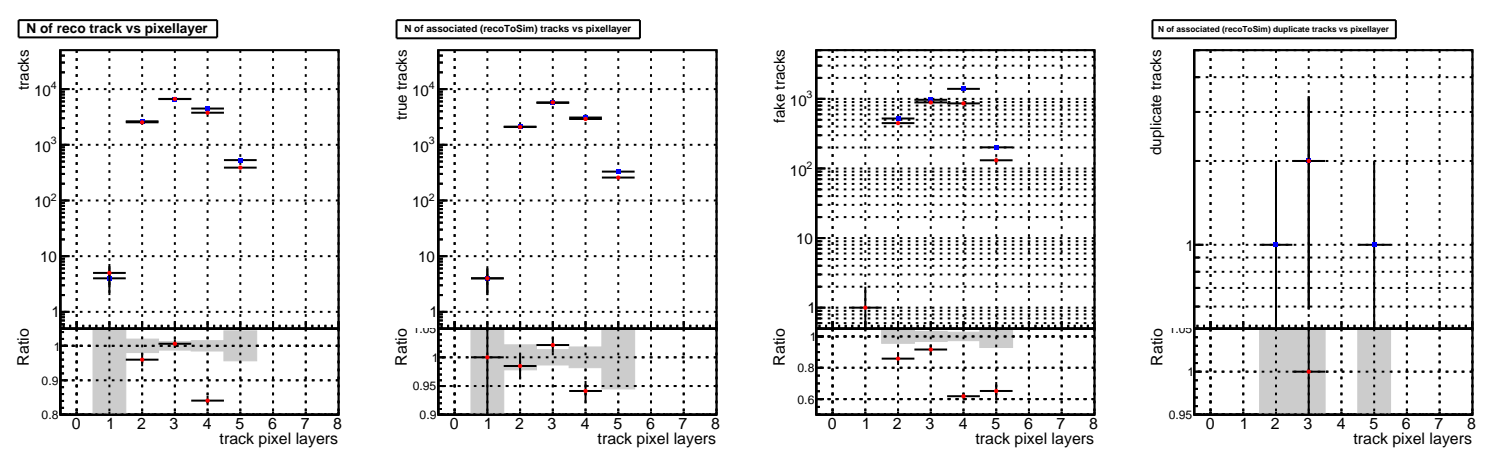 N of reco track vs pixellayer
true tracks
10^4
10^3
10^2
10
1
Ratio
1
0.9
0.8
0 1 2 3 4 5 6 7 8
track pixel layers
N of associated (recoToSim) tracks vs pixellayer
true tracks
10^4
10^3
10^2
10
1
Ratio
1.05
1
0.95
0.9
0 1 2 3 4 5 6 7 8
track pixel layers
fake tracks
10^3
10^2
10
1
Ratio
1
0.8
0.6
0 1 2 3 4 5 6 7 8
track pixel layers
N of associated (recoToSim) duplicate tracks vs pixellayer
duplicate tracks
1
Ratio
1.05
1
0.95
0 1 2 3 4 5 6 7 8
track pixel layers